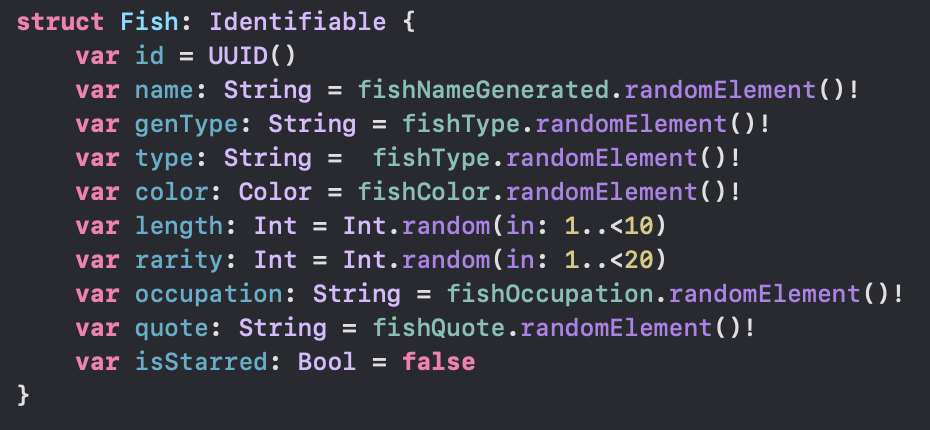 struct Fish: Identifiable {
    var id = UUID()
    var name: String = fishNameGenerated.randomElement()!
    var genType: String = fishType.randomElement()!
    var type: String =  fishType.randomElement()!
    var color: Color = fishColor.randomElement()!
    var length: Int = Int.random(in: 1..<10)
    var rarity: Int = Int.random(in: 1..<20)
    var occupation: String = fishOccupation.randomElement()!
    var quote: String = fishQuote.randomElement()!
    var isStarred: Bool = false
}